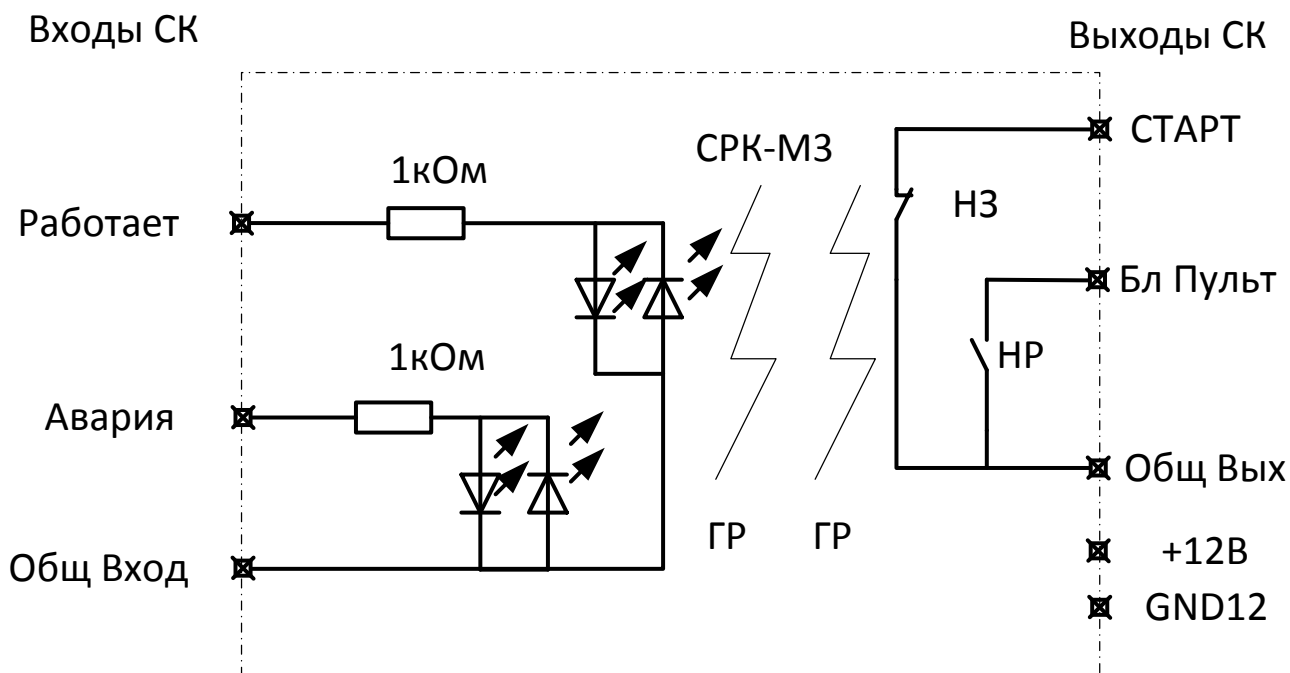 Входы СК
Выходы СК
СТАРТ
СРК-М3
1кОм
НЗ
Работает
Бл Пульт
1кОм
НР
Авария
Общ Вых
ГР
ГР
+12В
Общ Вход
GND12